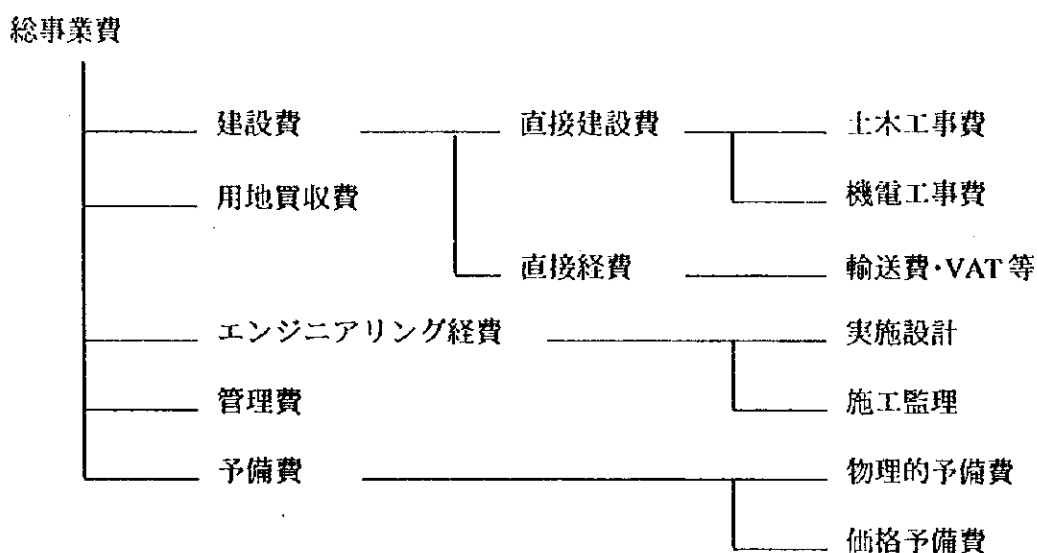 総事業費
建設費 直接建設費 土木工事費
用地買収費 機電工事費
直接経費 輸送費・VAT等
エンジニアリング経費 実施設計
管理費 施工監理
予備費 物理的予備費
価格予備費